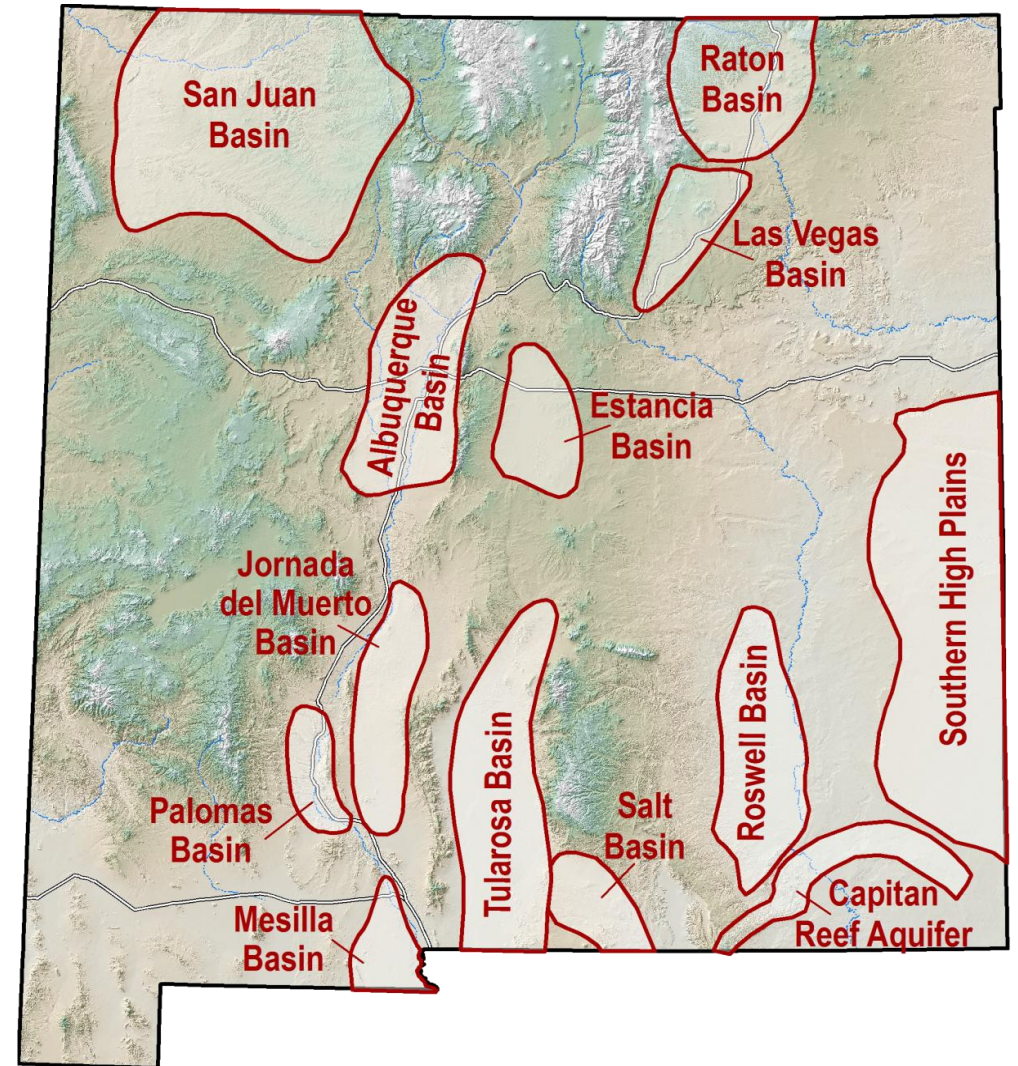 San Juan
Basin
Raton
Basin
Las Vegas
Basin
Albuquerque
Basin
Estancia
Basin
Southern High Plains
Jornada
del Muerto
Basin
Roswell Basin
Tularosa Basin
Palomas
Basin
Salt
Basin
Capitan
Reef Aquifer
Mesilla
Basin